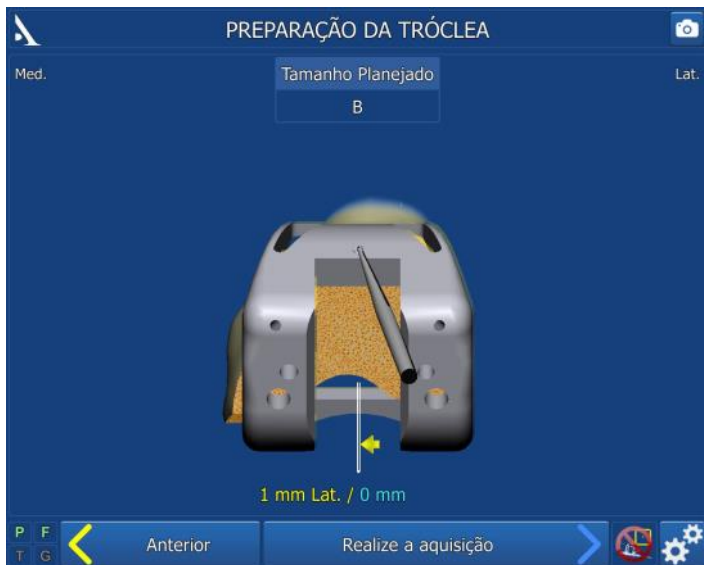 PREPARAÇÃO DA TRÓCLEA
Med.
Tamanho Planejado
Lat.
B
1 mm Lat. / 0 mm
P F
T G
Anterior
Realize a aquisição